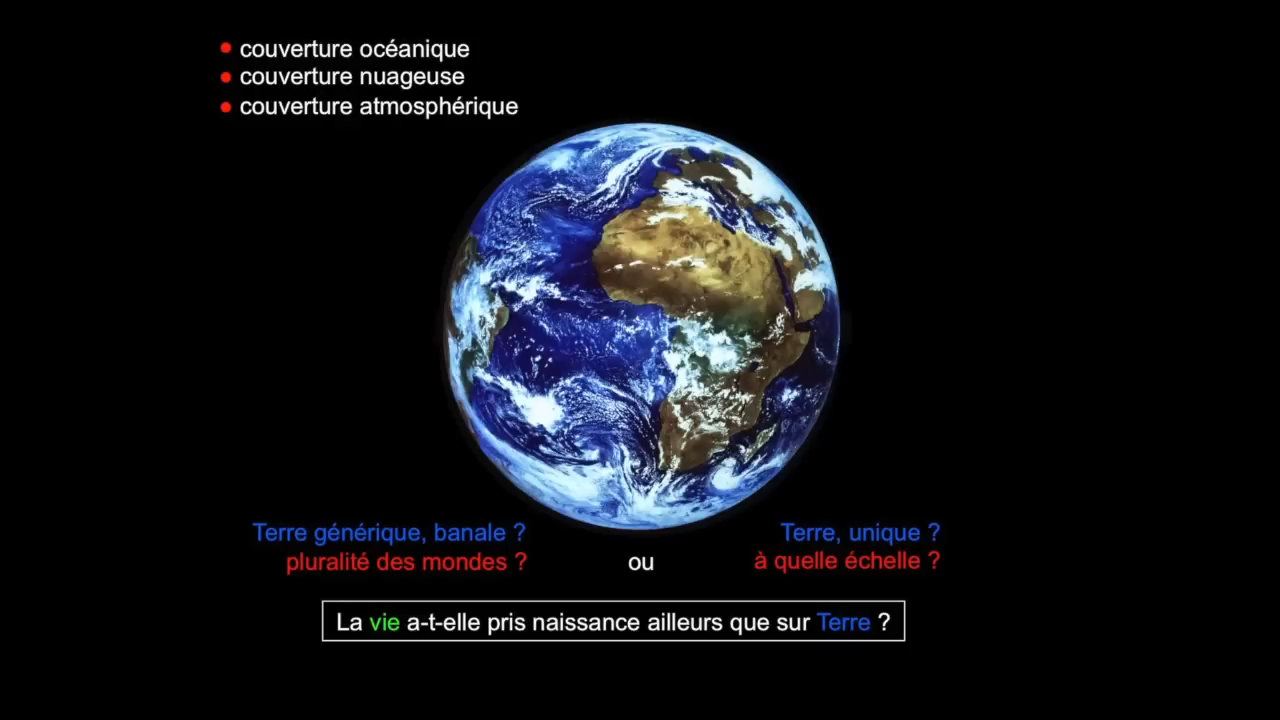 • couverture océanique
• couverture nuageuse
• couverture atmosphérique
Terre générique, banale ?
pluralité des mondes ?
ou
Terre, unique ?
à quelle échelle ?
La vie a-t-elle pris naissance ailleurs que sur Terre ?